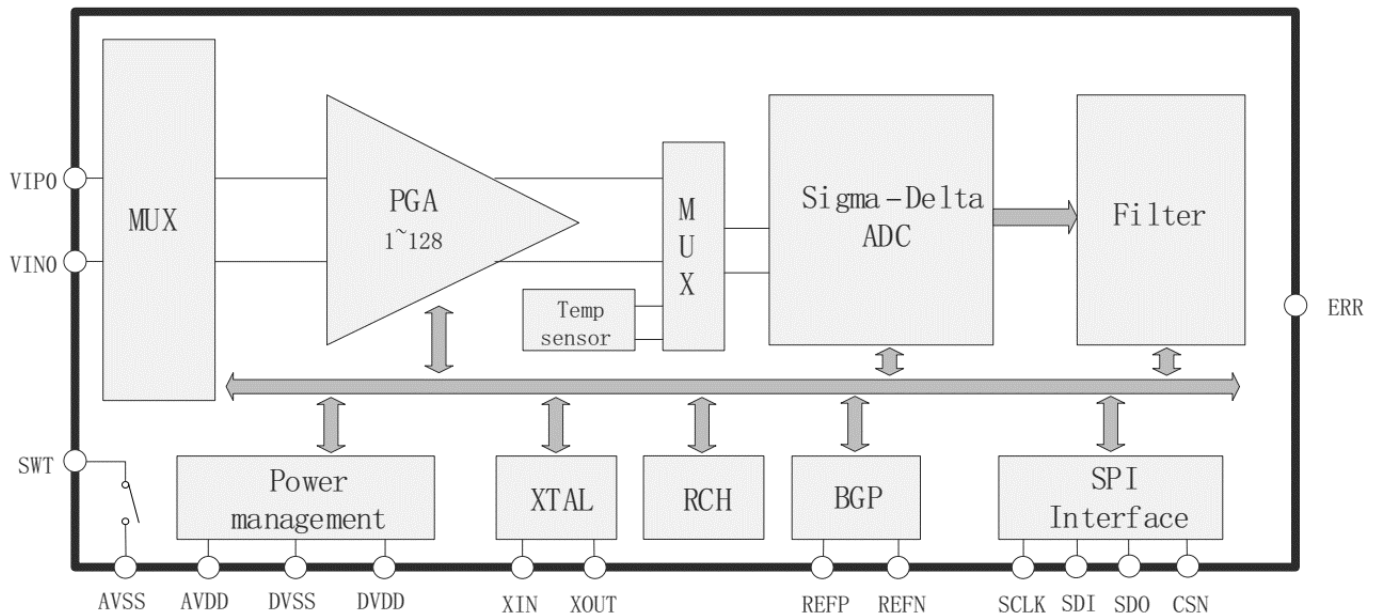 VIP0
VIN0
MUX
PGA
1~128
Temp
sensor
M
U
X
Sigma-Delta
ADC
Filter
ERR
SWT
Power
management
XTAL
RCH
BGP
SPI
Interface
AVSS
AVDD
DVSS
DVDD
XIN
XOUT
REFP
REFN
SCLK
SDI
SDO
CSN